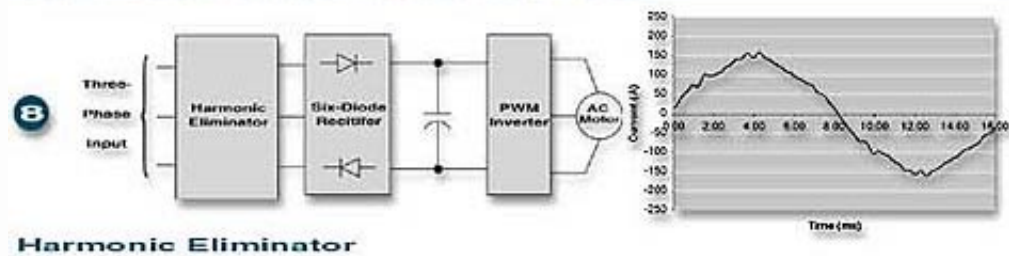 8
Three-
Phase
Input
Harmonic
Eliminator
Six-Diode
Rectitifer
PWM
Inverter
AC
Motor
Current (A)
250
200
150
100
50
0
-50
-100
-150
-200
-250
0.00 2.00 4.00 6.00 8.00 10.00 12.00 14.00 16.00
Time (ms)
Harmonic Eliminator